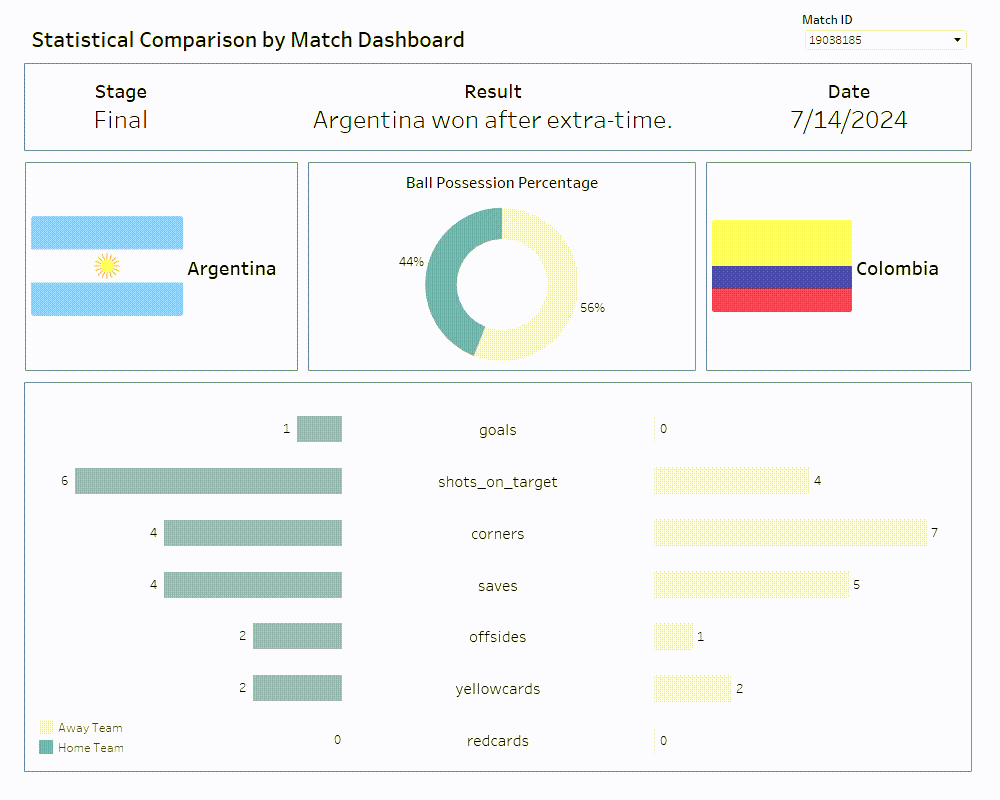 Match ID
Statistical Comparison by Match Dashboard
19038185
Stage
Result
Date
Final
Argentina won after extra-time.
7/14/2024
Ball Possession Percentage
44%
56%
Argentina
Colombia
1 goals 0
6 shots_on_target 4
4 corners 7
4 saves 5
2 offsides 1
2 yellowcards 2
0 redcards 0
Away Team
Home Team